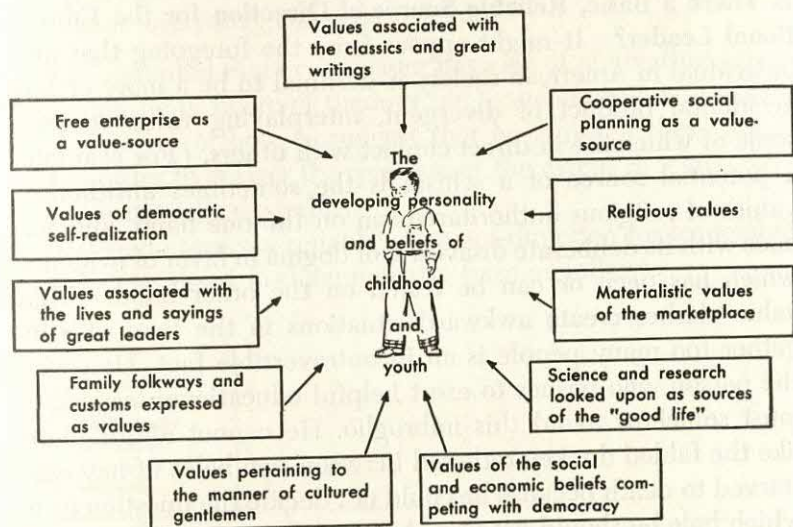 Values associated with
the classics and great
writings
Free enterprise as
a value-source
Cooperative social
planning as a value-
source
Values of democratic
self-realization
Religious values
Values associated with
the lives and sayings
of great leaders
Materialistic values
of the marketplace
Family folkways and
customs expressed
as values
Science and research
looked upon as sources
of the "good life"
Values pertaining to
the manner of cultured
gentlemen
Values of the social
and economic beliefs com-
peting with democracy
The
developing personality
and beliefs of
childhood
and
youth